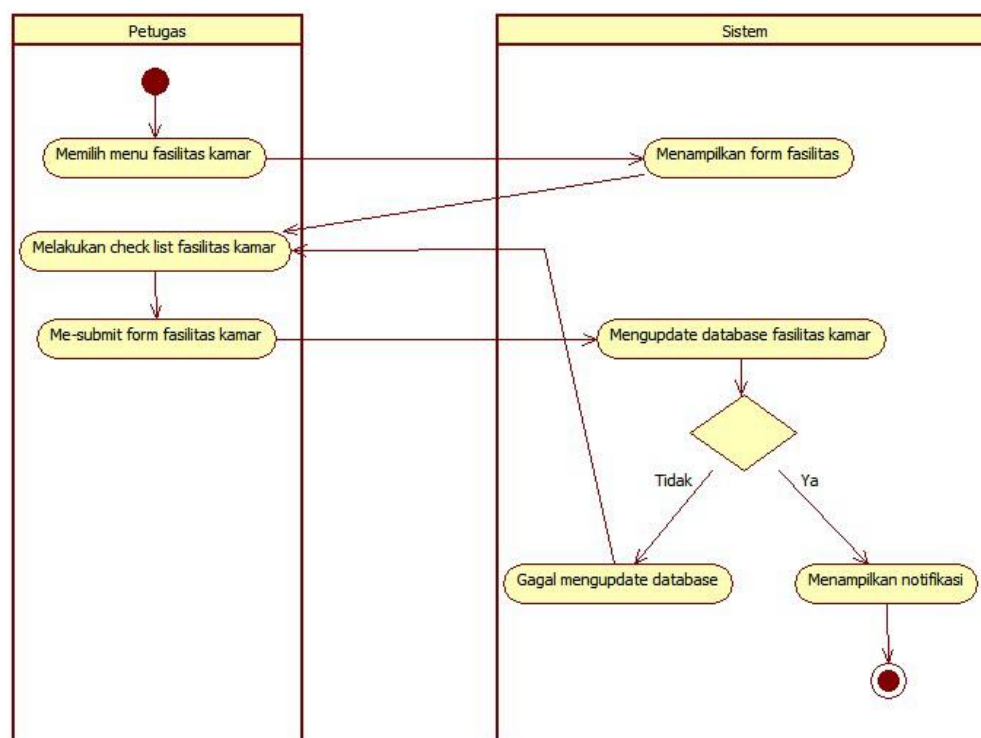 Petugas
Sistem
Memilih menu fasilitas kamar
Menampilkan form fasilitas
Melakukan check list fasilitas kamar
Me-submit form fasilitas kamar
Mengupdate database fasilitas kamar
Tidak
Ya
Gagal mengupdate database
Menampilkan notifikasi